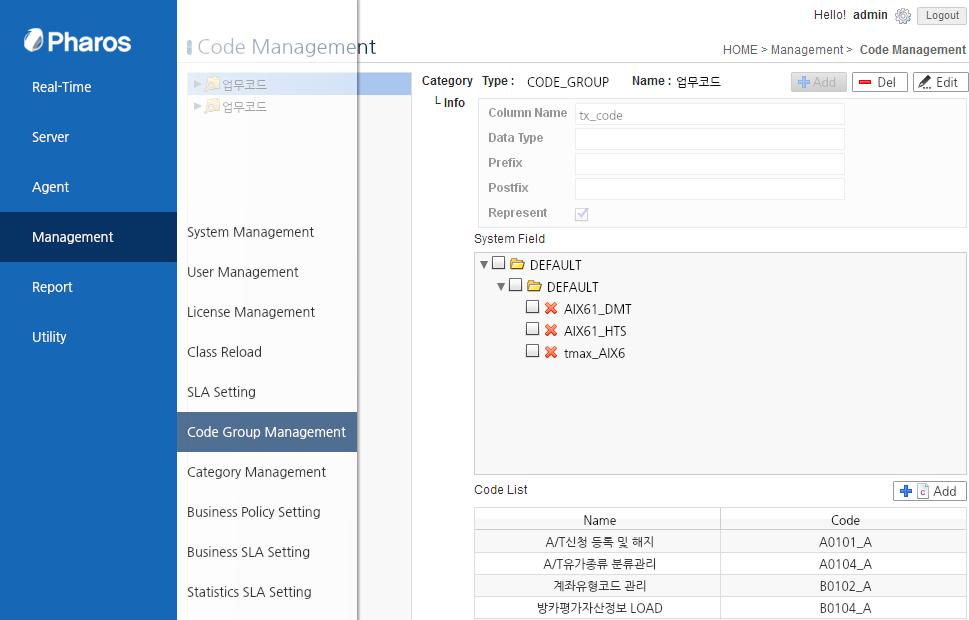 Hello! admin Logout
Pharos
Code Management
HOME > Management > Code Management
Real-Time
Server
Agent
Management
Report
Utility
업무코드
업무코드
System Management
User Management
License Management
Class Reload
SLA Setting
Code Group Management
Category Management
Business Policy Setting
Business SLA Setting
Statistics SLA Setting
Category Type : CODE_GROUP Name : 업무코드 Add Del Edit
└ Info
Column Name tx_code
Data Type
Prefix
Postfix
Represent
System Field
DEFAULT
DEFAULT
AIX61_DMT
AIX61_HTS
tmax_AIX6
Code List Add
Name Code
A/T신청 등록 및 해지 A0101_A
A/T유가종류 분류관리 A0104_A
계좌유형코드 관리 B0102_A
방카평가자산정보 LOAD B0104_A